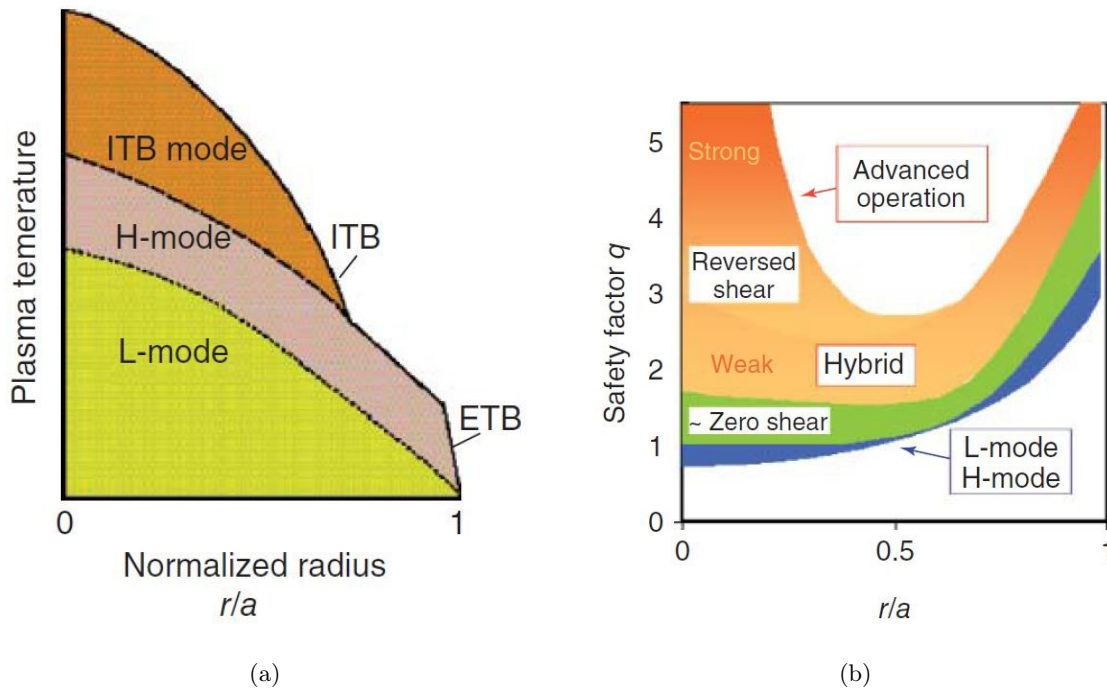 Plasma temerature
ITB mode
H-mode
ITB
L-mode
ETB
0
1
Normalized radius
r/a
(a)
Safety factor q
5
4
3
2
1
0
Strong
Advanced
operation
Reversed
shear
Weak
Hybrid
~ Zero shear
L-mode
H-mode
0
0.5
1
r/a
(b)